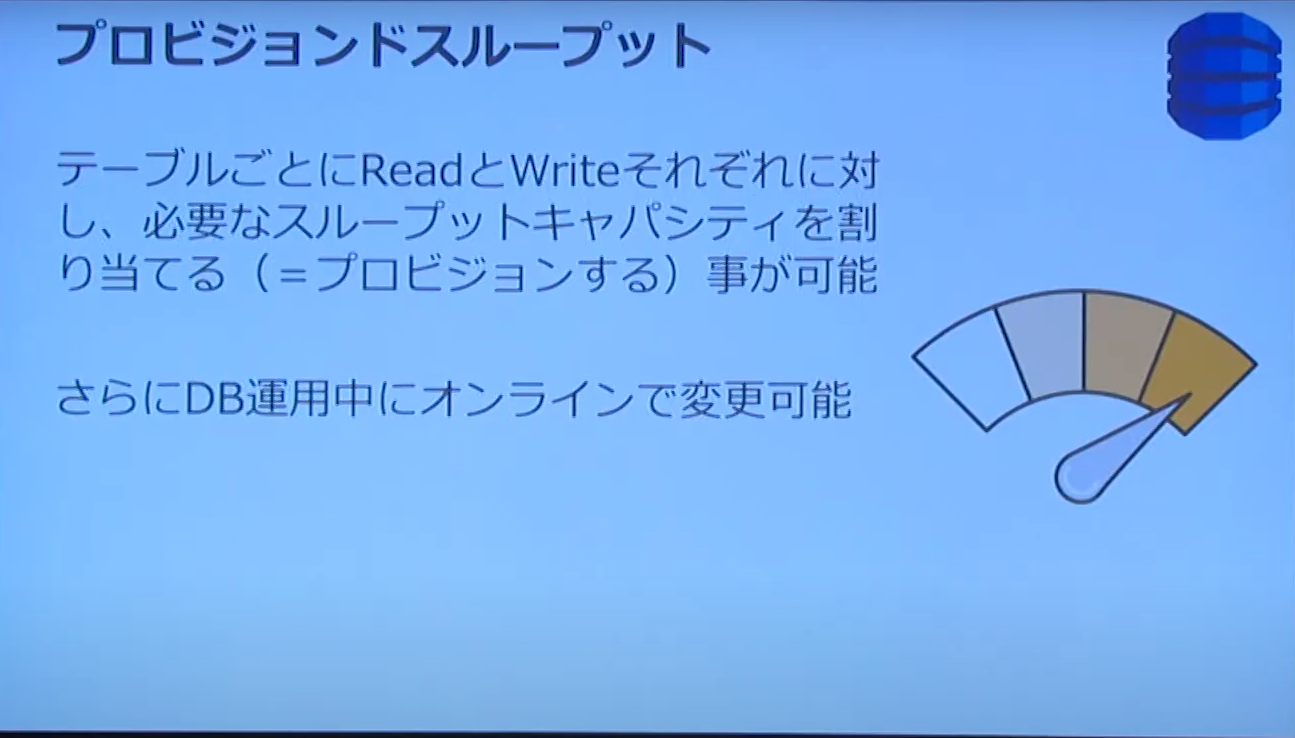 プロビジョンドスループット
テーブルごとにReadとWriteそれぞれに対
し、必要なスループットキャパシティを割
り当てる（＝プロビジョンする）事が可能
さらにDB運用中にオンラインで変更可能